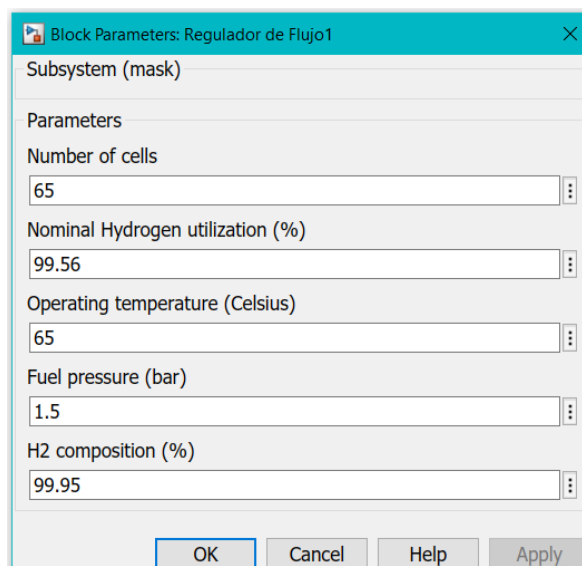 Block Parameters: Regulador de Flujo1
Subsystem (mask)
Parameters
Number of cells
65
Nominal Hydrogen utilization (%)
99.56
Operating temperature (Celsius)
65
Fuel pressure (bar)
1.5
H2 composition (%)
99.95
OK Cancel Help Apply